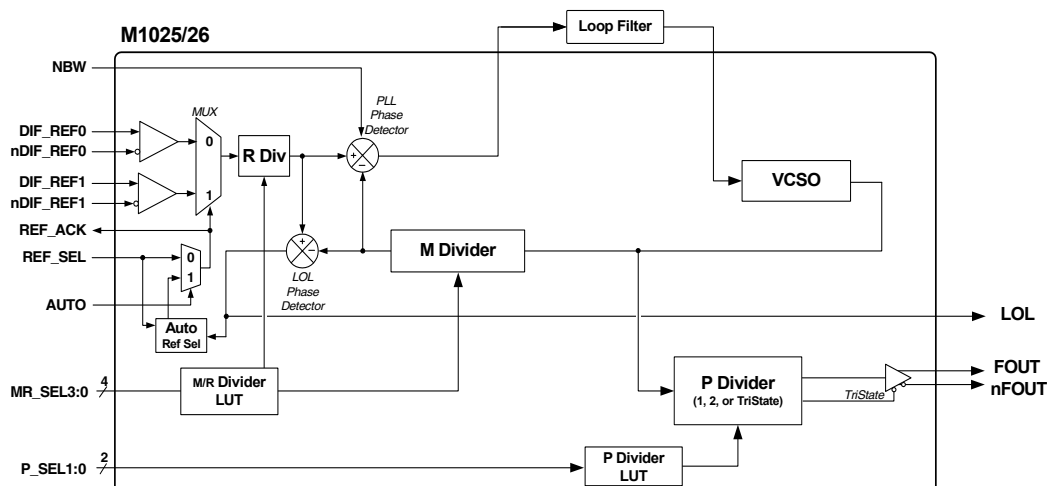 M1025/26
Loop Filter
NBW
MUX
PLL
Phase
Detector
DIF_REF0
nDIF_REF0
0
R Div
+
–
VCSO
DIF_REF1
nDIF_REF1
1
REF_ACK
REF_SEL
0
1
+
–
M Divider
LOL
Phase
Detector
AUTO
Auto
Ref Sel
LOL
MR_SEL3:0
4
M/R Divider
LUT
P Divider
(1, 2, or TriState)
TriState
FOUT
nFOUT
P_SEL1:0
2
P Divider
LUT